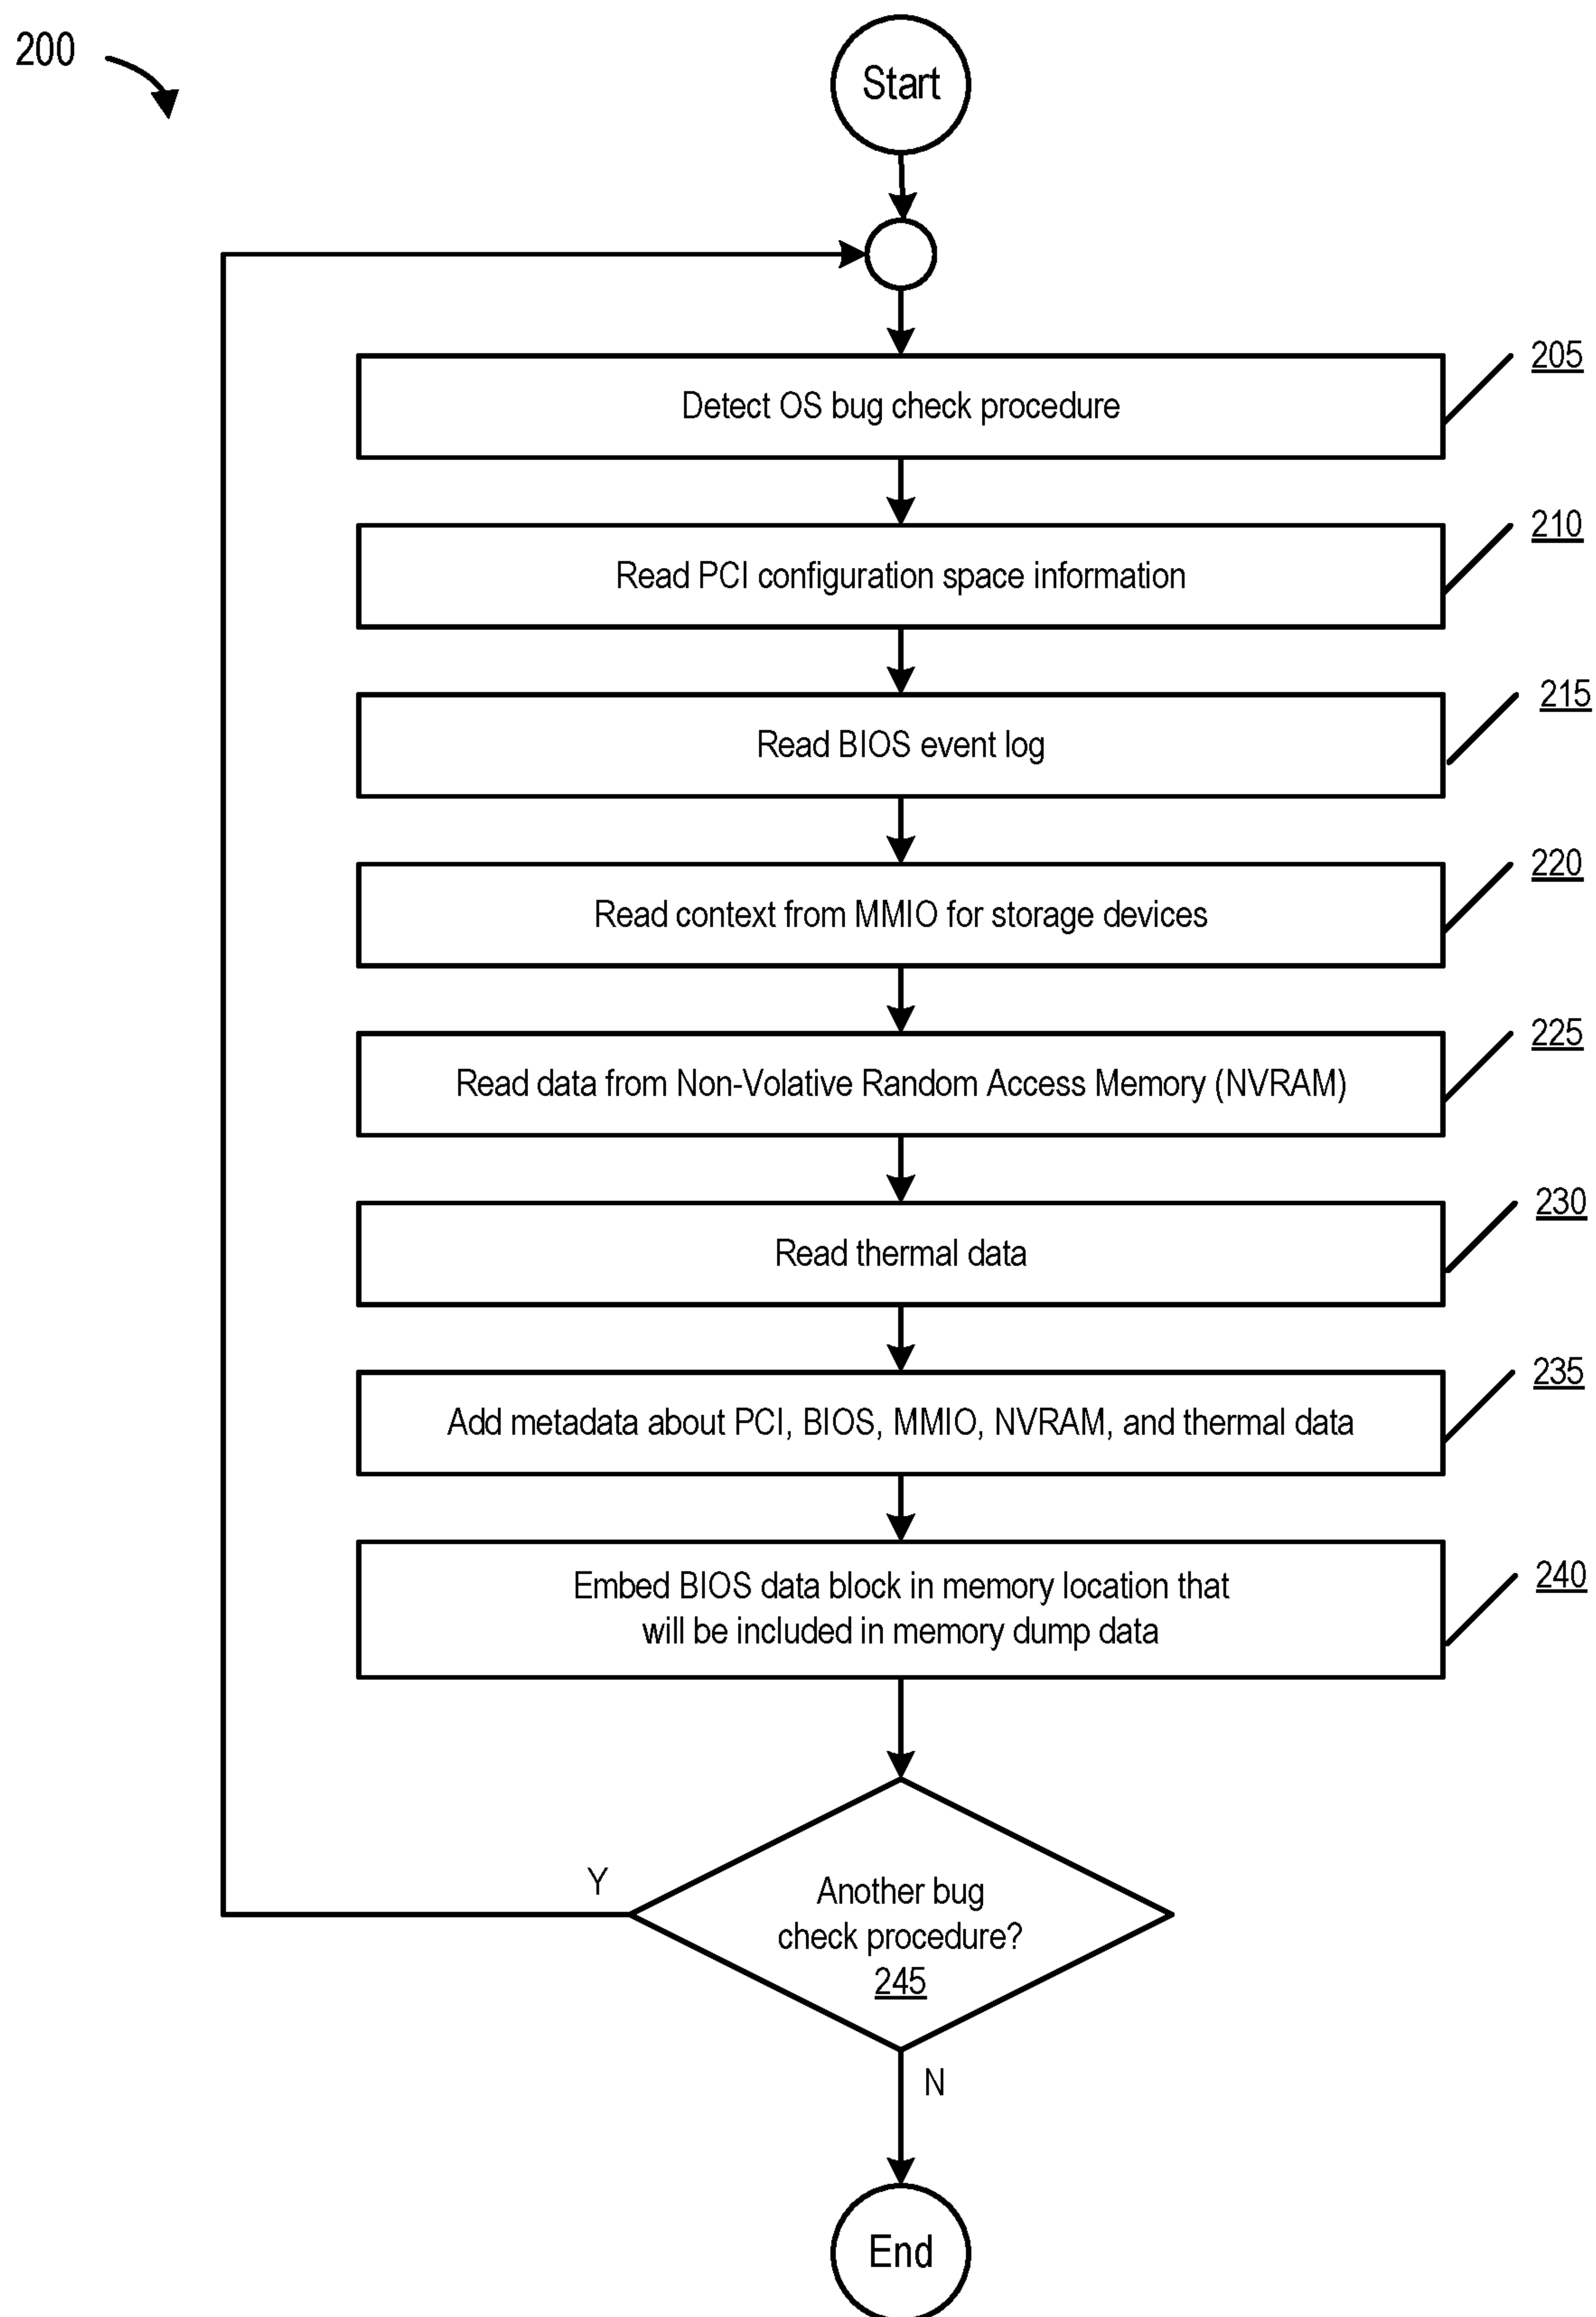 200
Start
205
Detect OS bug check procedure
210
Read PCI configuration space information
215
Read BIOS event log
220
Read context from MMIO for storage devices
225
Read data from Non-Volative Random Access Memory (NVRAM)
230
Read thermal data
235
Add metadata about PCI, BIOS, MMIO, NVRAM, and thermal data
240
Embed BIOS data block in memory location that
will be included in memory dump data
Y
Another bug
check procedure?
245
N
End